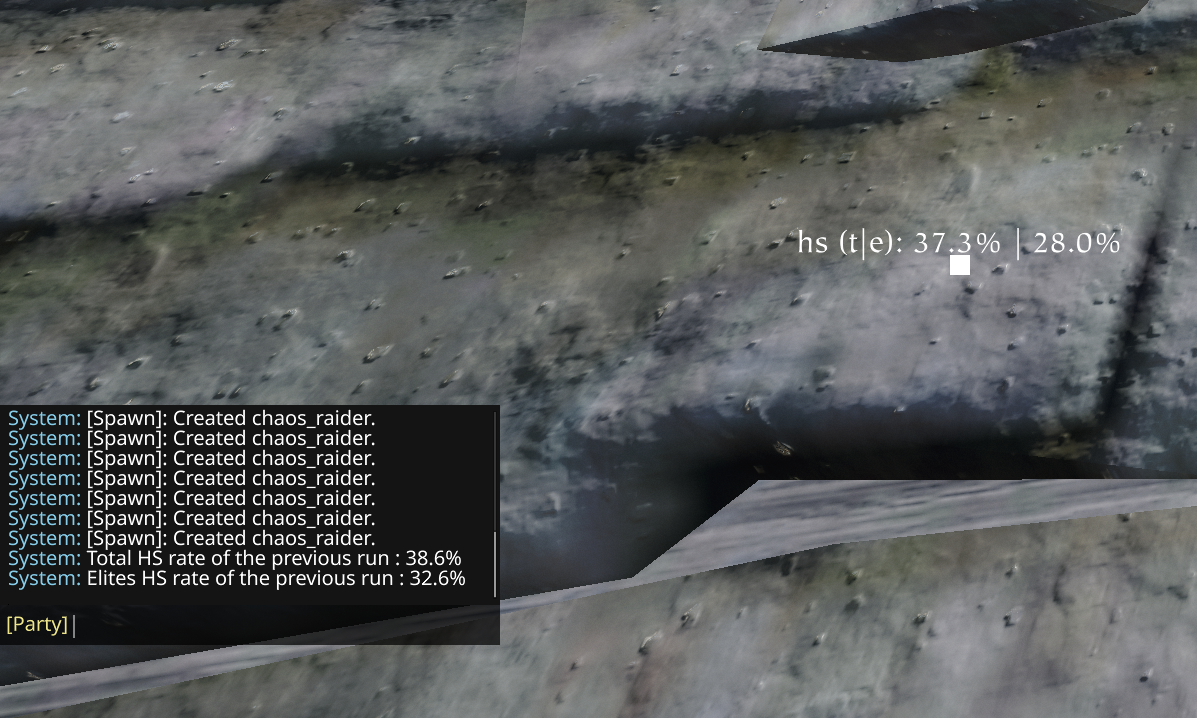 hs (t|e): 37.3% | 28.0%
System: [Spawn]: Created chaos_raider.
System: [Spawn]: Created chaos_raider.
System: [Spawn]: Created chaos_raider.
System: [Spawn]: Created chaos_raider.
System: [Spawn]: Created chaos_raider.
System: [Spawn]: Created chaos_raider.
System: [Spawn]: Created chaos_raider.
System: Total HS rate of the previous run : 38.6%
System: Elites HS rate of the previous run : 32.6%
[Party]